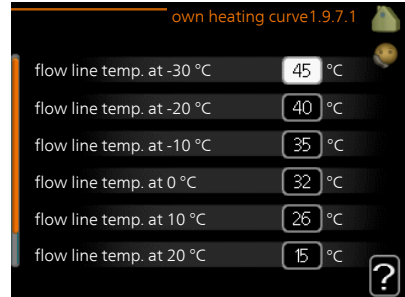 own heating curve1.9.7.1
flow line temp. at -30 °C 45 °C
flow line temp. at -20 °C 40 °C
flow line temp. at -10 °C 35 °C
flow line temp. at 0 °C 32 °C
flow line temp. at 10 °C 26 °C
flow line temp. at 20 °C 15 °C
?